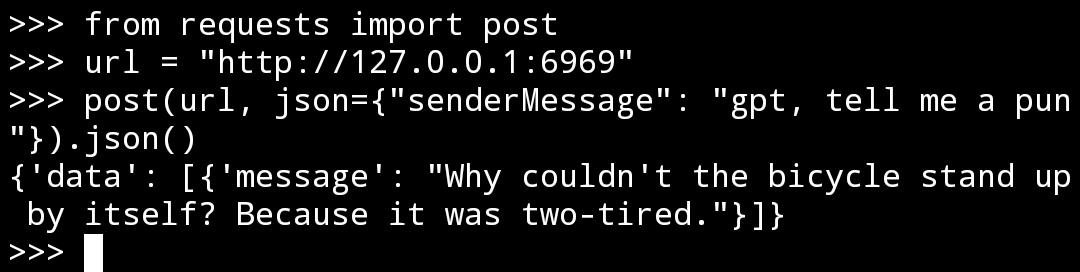 >>> from requests import post
>>> url = "http://127.0.0.1:6969"
>>> post(url, json={"senderMessage": "gpt, tell me a pun
"}).json()
{'data': [{'message': "Why couldn't the bicycle stand up
 by itself? Because it was two-tired."}]}
>>>